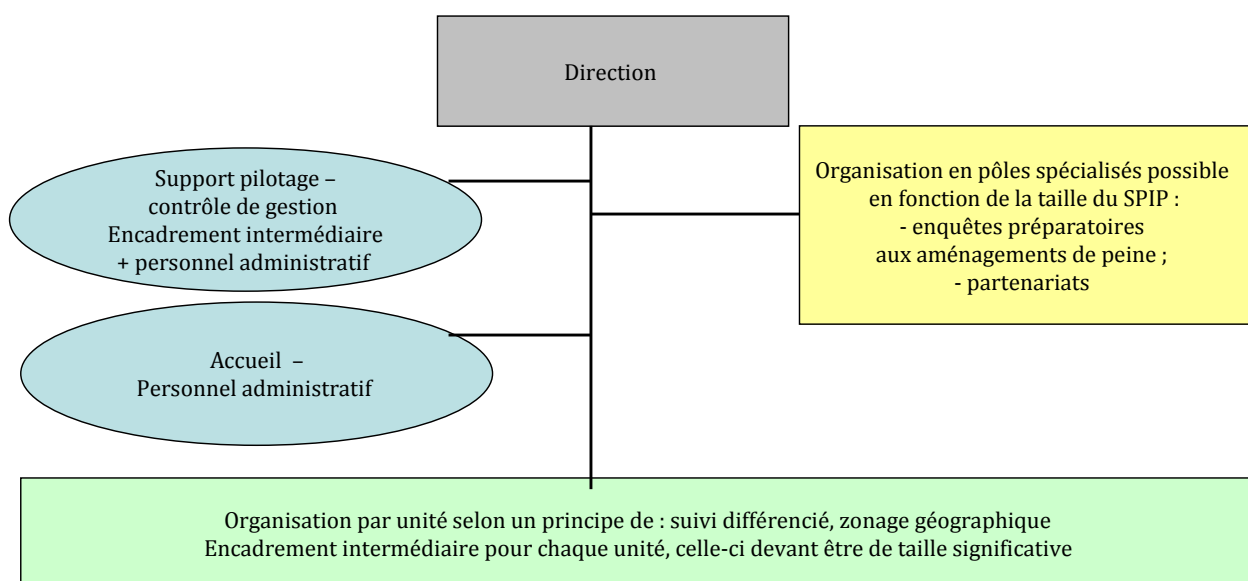 Direction
Support pilotage –
contrôle de gestion
Encadrement intermédiaire
+ personnel administratif
Organisation en pôles spécialisés possible
en fonction de la taille du SPIP :
- enquêtes préparatoires
aux aménagements de peine ;
- partenariats
Accueil –
Personnel administratif
Organisation par unité selon un principe de : suivi différencié, zonage géographique
Encadrement intermédiaire pour chaque unité, celle-ci devant être de taille significative